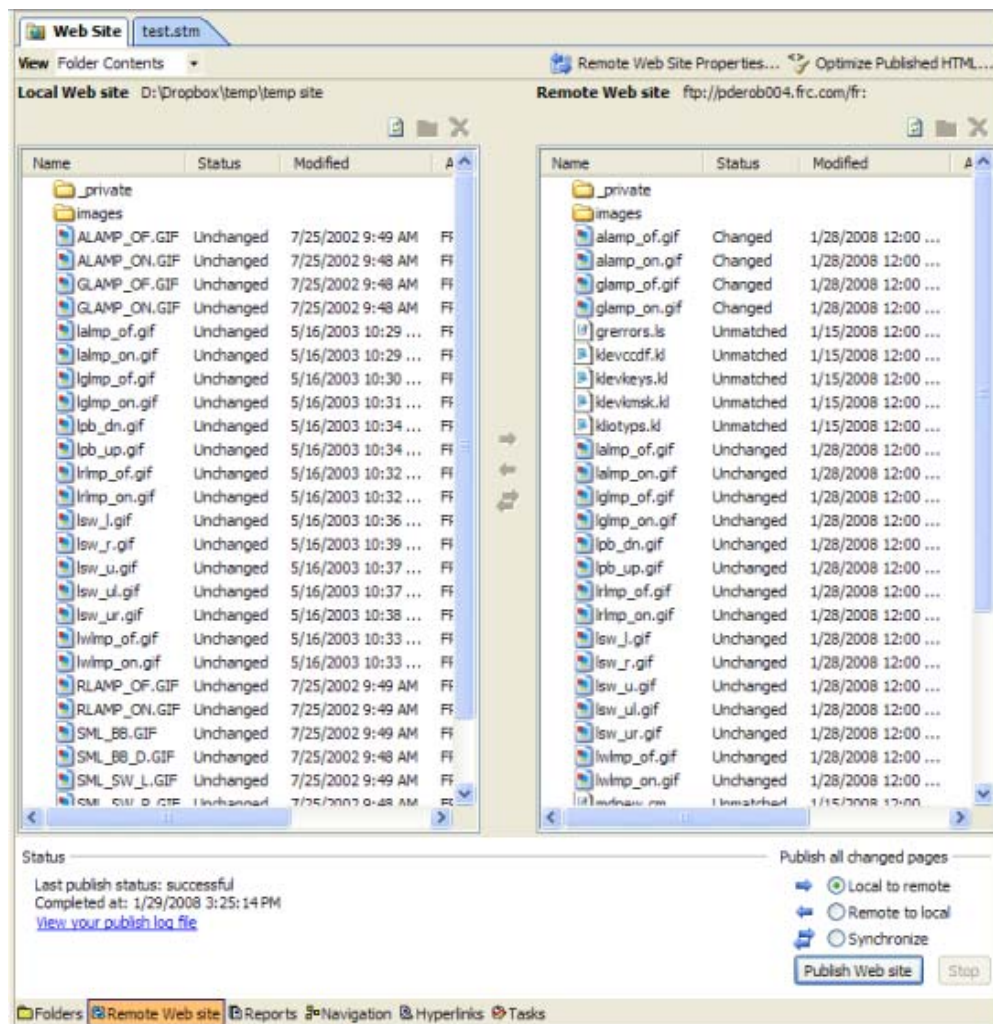 Web Site test.stm
View Folder Contents Remote Web Site Properties... Optimize Published HTML...
Local Web site D:\Dropbox\temp\temp site Remote Web site ftp://pderob004.frc.com/fr:
Name Status Modified A Name Status Modified A
_private _private
images images
ALAMP_OF.GIF Unchanged 7/25/2002 9:49 AM alamp_of.gif Changed 1/28/2008 12:00 ...
ALAMP_ON.GIF Unchanged 7/25/2002 9:48 AM alamp_on.gif Changed 1/28/2008 12:00 ...
GLAMP_OF.GIF Unchanged 7/25/2002 9:48 AM glamp_of.gif Changed 1/28/2008 12:00 ...
GLAMP_ON.GIF Unchanged 7/25/2002 9:48 AM glamp_on.gif Changed 1/28/2008 12:00 ...
lalmp_of.gif Unchanged 5/16/2003 10:29 ... grerrors.ls Unmatched 1/15/2008 12:00 ...
lalmp_on.gif Unchanged 5/16/2003 10:29 ... klevccdf.kl Unmatched 1/15/2008 12:00 ...
lglmp_of.gif Unchanged 5/16/2003 10:30 ... klevkeys.kl Unmatched 1/15/2008 12:00 ...
lglmp_on.gif Unchanged 5/16/2003 10:31 ... klevkmsk.kl Unmatched 1/15/2008 12:00 ...
lpb_dn.gif Unchanged 5/16/2003 10:34 ... kliotyps.kl Unmatched 1/15/2008 12:00 ...
lpb_up.gif Unchanged 5/16/2003 10:34 ... lalmp_of.gif Unchanged 1/28/2008 12:00 ...
lrlmp_of.gif Unchanged 5/16/2003 10:32 ... lalmp_on.gif Unchanged 1/28/2008 12:00 ...
lrlmp_on.gif Unchanged 5/16/2003 10:32 ... lglmp_of.gif Unchanged 1/28/2008 12:00 ...
lsw_l.gif Unchanged 5/16/2003 10:36 ... lglmp_on.gif Unchanged 1/28/2008 12:00 ...
lsw_r.gif Unchanged 5/16/2003 10:39 ... lpb_dn.gif Unchanged 1/28/2008 12:00 ...
lsw_u.gif Unchanged 5/16/2003 10:37 ... lpb_up.gif Unchanged 1/28/2008 12:00 ...
lsw_ul.gif Unchanged 5/16/2003 10:37 ... lrlmp_of.gif Unchanged 1/28/2008 12:00 ...
lsw_ur.gif Unchanged 5/16/2003 10:38 ... lrlmp_on.gif Unchanged 1/28/2008 12:00 ...
lwlmp_of.gif Unchanged 5/16/2003 10:33 ... lsw_l.gif Unchanged 1/28/2008 12:00 ...
lwlmp_on.gif Unchanged 5/16/2003 10:33 ... lsw_r.gif Unchanged 1/28/2008 12:00 ...
RLAMP_OF.GIF Unchanged 7/25/2002 9:49 AM lsw_u.gif Unchanged 1/28/2008 12:00 ...
RLAMP_ON.GIF Unchanged 7/25/2002 9:49 AM lsw_ul.gif Unchanged 1/28/2008 12:00 ...
SML_BB.GIF Unchanged 7/25/2002 9:49 AM lsw_ur.gif Unchanged 1/28/2008 12:00 ...
SML_BB_D.GIF Unchanged 7/25/2002 9:48 AM lwlmp_of.gif Unchanged 1/28/2008 12:00 ...
SML_SW_L.GIF Unchanged 7/25/2002 9:49 AM lwlmp_on.gif Unchanged 1/28/2008 12:00 ...
SML_SW_R.GIF Unchanged 7/25/2002 9:48 AM mdnew.cm Unmatched 1/15/2008 12:00 ...
Status Publish all changed pages
Last publish status: successful Local to remote
Completed at: 1/29/2008 3:25:14 PM Remote to local
View your publish log file Synchronize
Publish Web site Stop
Folders Remote Web site Reports Navigation Hyperlinks Tasks